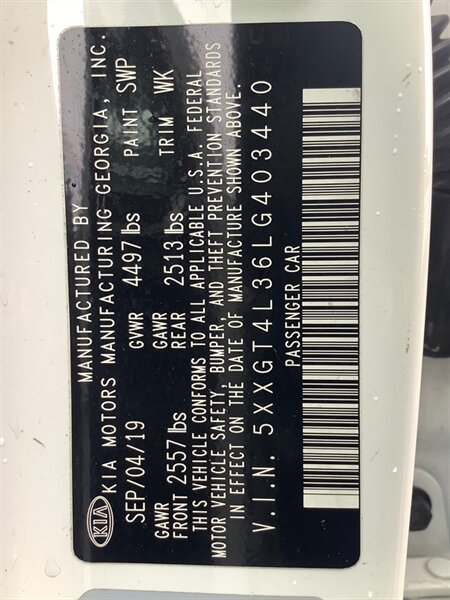 MANUFACTURED BY
KIA KIA MOTORS MANUFACTURING GEORGIA, INC.
SEP/04/19 GVWR 4497 lbs PAINT SWP
GAWR FRONT 2557 lbs GAWR REAR 2513 lbs TRIM WK
THIS VEHICLE CONFORMS TO ALL APPLICABLE U.S.A. FEDERAL
MOTOR VEHICLE SAFETY, BUMPER, AND THEFT PREVENTION STANDARDS
IN EFFECT ON THE DATE OF MANUFACTURE SHOWN ABOVE.
V.I.N. 5XXGT4L36LG403440
PASSENGER CAR